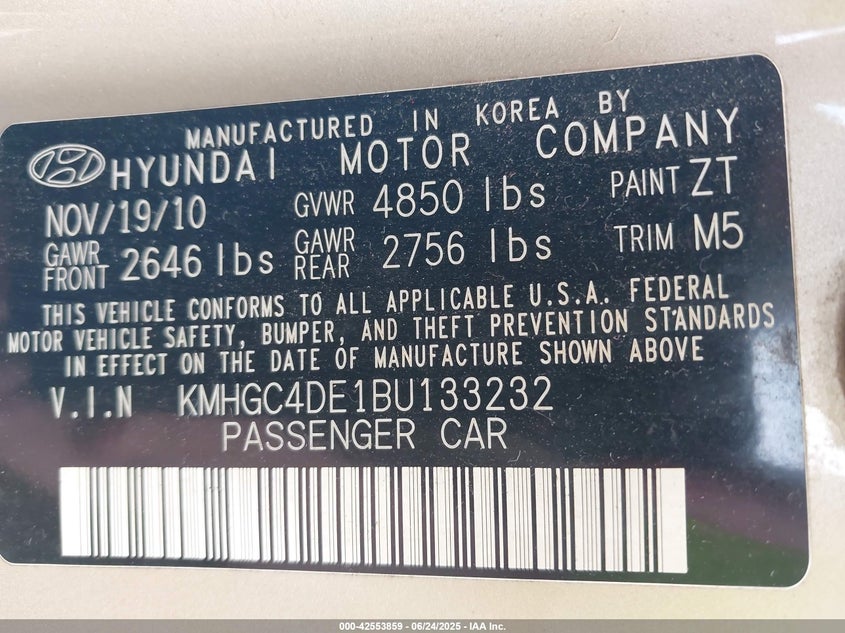 MANUFACTURED IN KOREA BY
HYUNDAI MOTOR COMPANY
NOV/19/10 GVWR 4850 lbs PAINT ZT
GAWR FRONT 2646 lbs GAWR REAR 2756 lbs TRIM M5
THIS VEHICLE CONFORMS TO ALL APPLICABLE U.S.A. FEDERAL
MOTOR VEHICLE SAFETY, BUMPER, AND THEFT PREVENTION STANDARDS
IN EFFECT ON THE DATE OF MANUFACTURE SHOWN ABOVE
V.I.N KMHGC4DE1BU133232
PASSENGER CAR
000-42553859 - 06/24/2025 - IAA Inc.